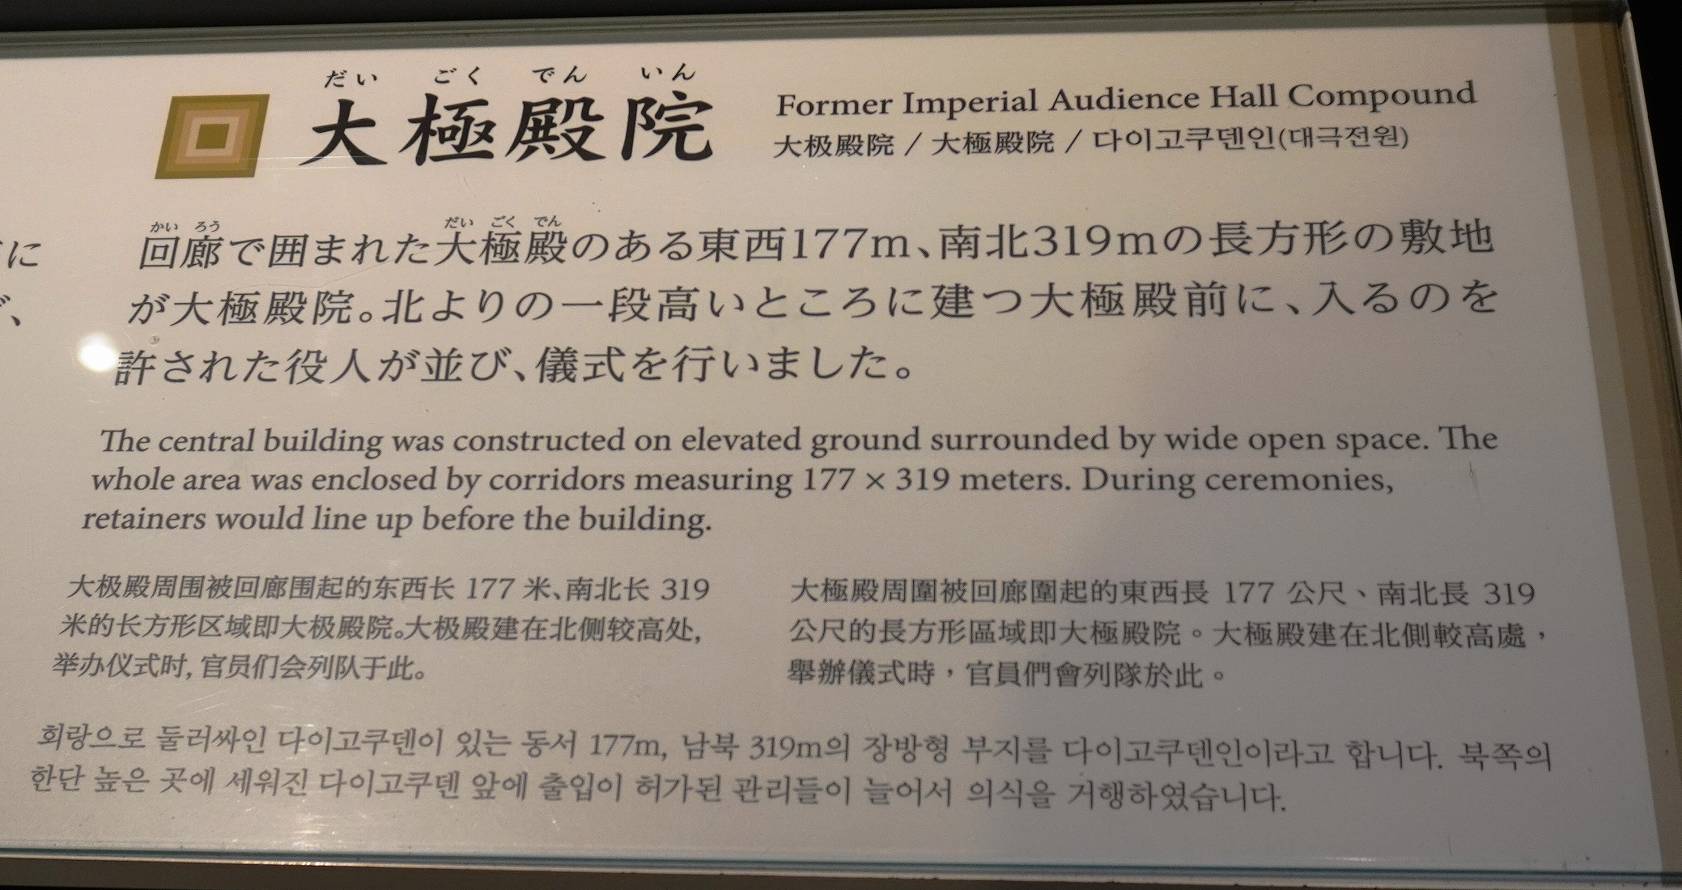 だい ごく でん いん
大極殿院
Former Imperial Audience Hall Compound
大极殿院 / 大極殿院 / 다이고쿠덴인(대극전원)
に
かい ろう だい ごく でん
回廊で囲まれた大極殿のある東西177m、南北319mの長方形の敷地
、
が大極殿院。北よりの一段高いところに建つ大極殿前に、入るのを
許された役人が並び、儀式を行いました。
The central building was constructed on elevated ground surrounded by wide open space. The
whole area was enclosed by corridors measuring 177 × 319 meters. During ceremonies,
retainers would line up before the building.
大极殿周围被回廊围起的东西长 177 米、南北长 319
米的长方形区域即大极殿院。大极殿建在北侧较高处,
举办仪式时, 官员们会列队于此。
大極殿周圍被回廊圍起的東西長 177 公尺、南北長 319
公尺的長方形區域即大極殿院。大極殿建在北側較高處，
舉辦儀式時，官員們會列隊於此。
회랑으로 둘러싸인 다이고쿠덴이 있는 동서 177m, 남북 319m의 장방형 부지를 다이고쿠덴인이라고 합니다. 북쪽의
한단 높은 곳에 세워진 다이고쿠덴 앞에 출입이 허가된 관리들이 늘어서 의식을 거행하였습니다.